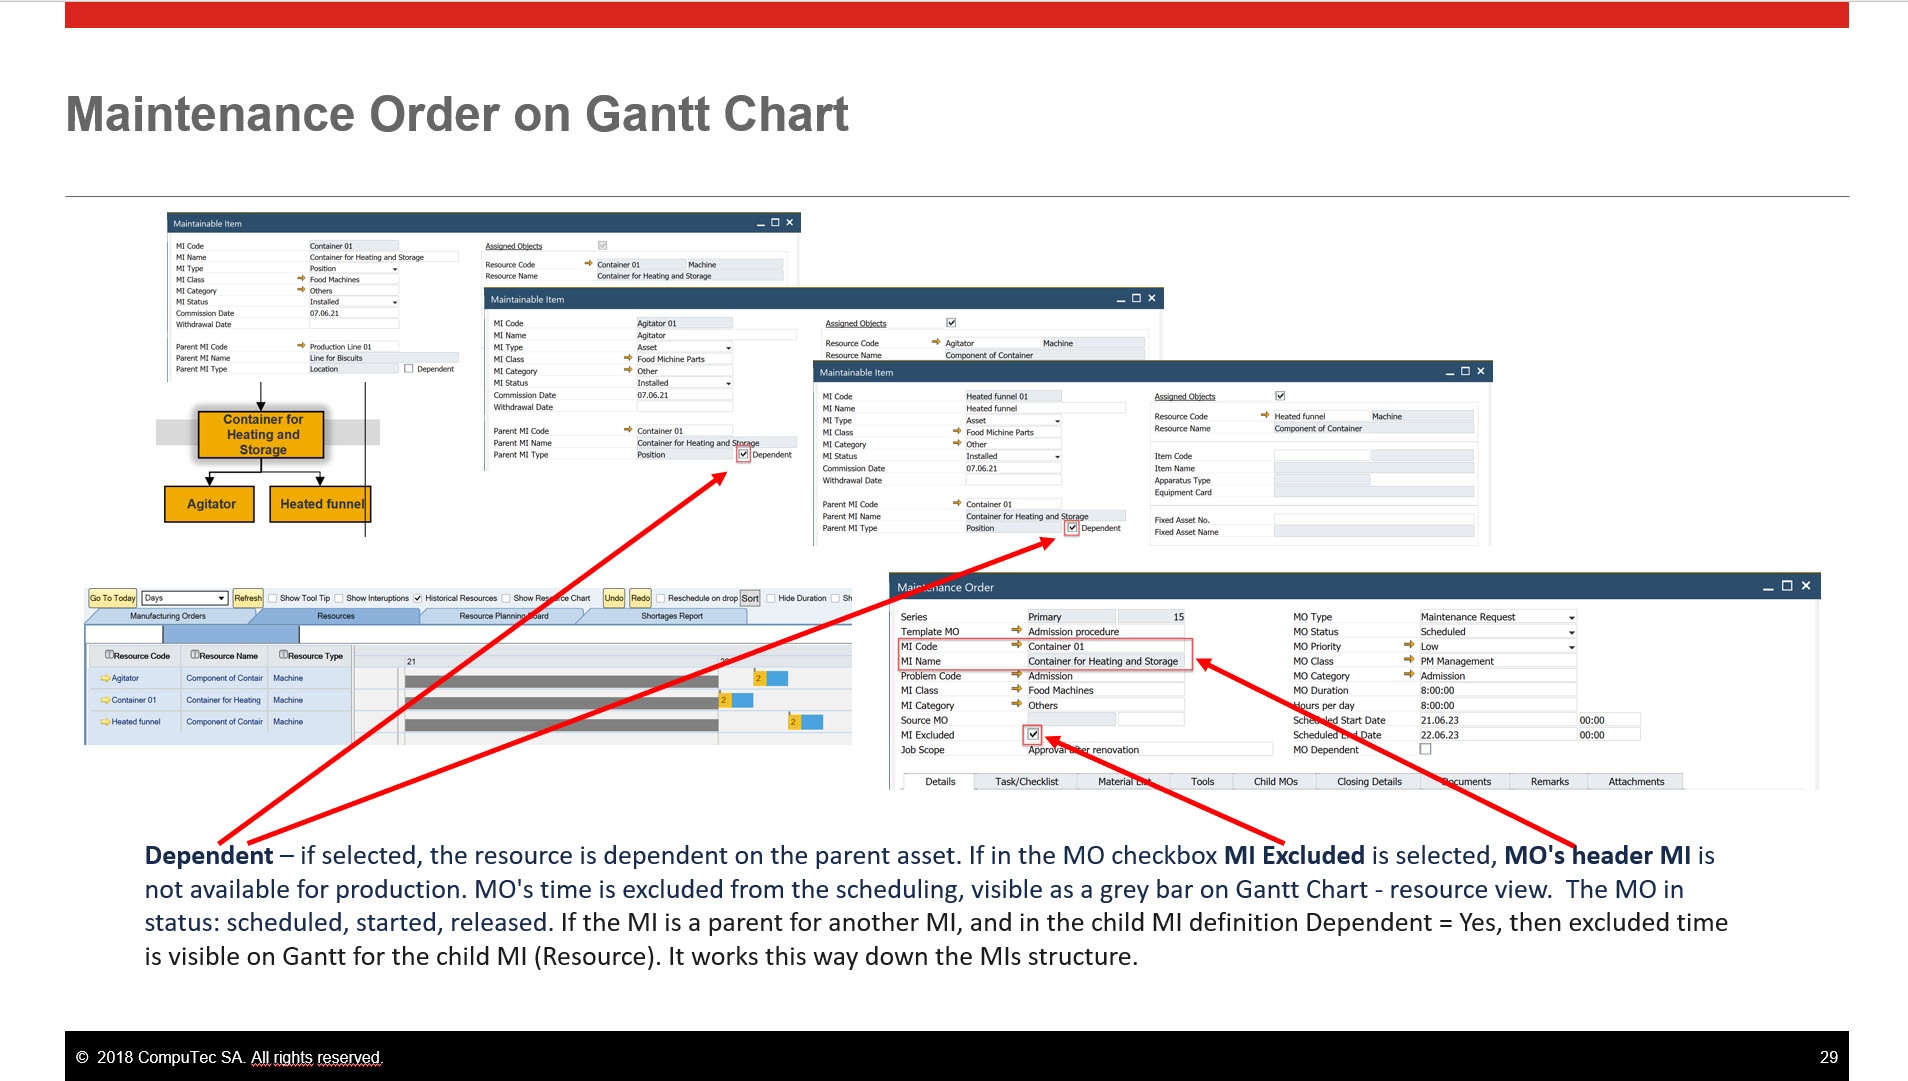 Maintenance Order on Gantt Chart
Maintainable Item
MI Code Container 01
MI Name Container for Heating and Storage
MI Type Position
MI Class Food Machines
MI Category Others
MI Status Installed
Commission Date 07.06.21
Withdrawal Date
Parent MI Code Production Line 01
Parent MI Name Line for Biscuits
Parent MI Type Location Dependent
Assigned Objects
Resource Code Container 01 Machine
Resource Name Container for Heating and Storage
Maintainable Item
MI Code Agitator 01
MI Name Agitator
MI Type Asset
MI Class Food Michine Parts
MI Category Other
MI Status Installed
Commission Date 07.06.21
Withdrawal Date
Parent MI Code Container 01
Parent MI Name Container for Heating and Storage
Parent MI Type Position Dependent
Assigned Objects
Resource Code Agitator Machine
Resource Name Component of Container
Maintainable Item
MI Code Heated funnel 01
MI Name Heated funnel
MI Type Asset
MI Class Food Michine Parts
MI Category Other
MI Status Installed
Commission Date 07.06.21
Withdrawal Date
Parent MI Code Container 01
Parent MI Name Container for Heating and Storage
Parent MI Type Position Dependent
Assigned Objects
Resource Code Heated funnel Machine
Resource Name Component of Container
Item Code
Item Name
Apparatus Type
Equipment Card
Fixed Asset No.
Fixed Asset Name
Container for
Heating and
Storage
Agitator Heated funnel
Go To Today Days Refresh Show Tool Tip Show Interuptions Historical Resources Show Resource Chart Undo Redo Reschedule on drop Sort Hide Duration Sh
Manufacturing Orders Resources Resource Planning Board Shortages Report
Resource Code Resource Name Resource Type 21
Agitator Component of Contair Machine 2
Container 01 Container for Heating Machine 2
Heated funnel Component of Contair Machine 2
Maintenance Order
Series Primary 15
Template MO Admission procedure
MI Code Container 01
MI Name Container for Heating and Storage
Problem Code Admission
MI Class Food Machines
MI Category Others
Source MO
MI Excluded
Job Scope Approval after renovation
MO Type Maintenance Request
MO Status Scheduled
MO Priority Low
MO Class PM Management
MO Category Admission
MO Duration 8:00:00
Hours per day 8:00:00
Scheduled Start Date 21.06.23 00:00
Scheduled End Date 22.06.23 00:00
MO Dependent
Details Task/Checklist Material List Tools Child MOs Closing Details Documents Remarks Attachments
Dependent – if selected, the resource is dependent on the parent asset. If in the MO checkbox MI Excluded is selected, MO's header MI is
not available for production. MO's time is excluded from the scheduling, visible as a grey bar on Gantt Chart - resource view. The MO in
status: scheduled, started, released. If the MI is a parent for another MI, and in the child MI definition Dependent = Yes, then excluded time
is visible on Gantt for the child MI (Resource). It works this way down the MIs structure.
© 2018 CompuTec SA. All rights reserved. 29